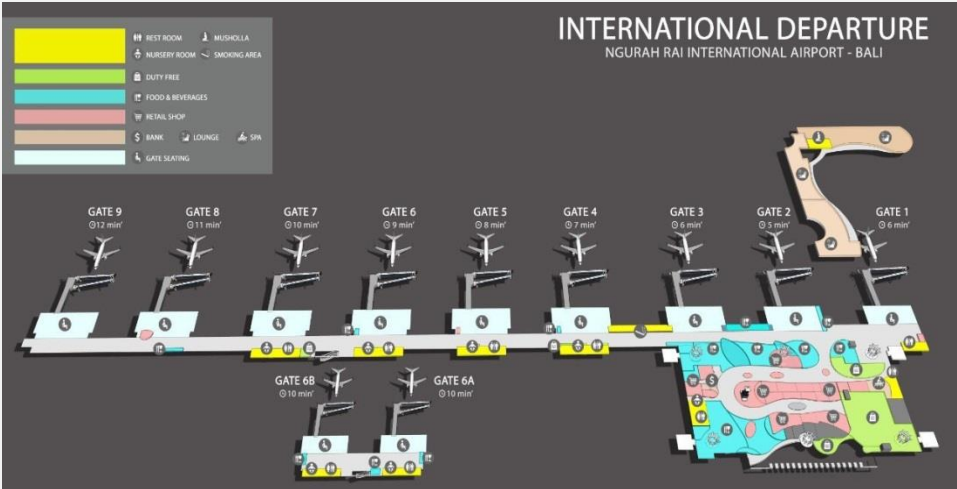 INTERNATIONAL DEPARTURE
NGURAH RAI INTERNATIONAL AIRPORT - BALI
REST ROOM MUSHOLLA
NURSERY ROOM SMOKING AREA
DUTY FREE
FOOD & BEVERAGES
RETAIL SHOP
$ BANK LOUNGE SPA
GATE SEATING
GATE 9 GATE 8 GATE 7 GATE 6 GATE 5 GATE 4 GATE 3 GATE 2 GATE 1
12 min' 11 min' 10 min' 9 min' 8 min' 7 min' 6 min' 5 min' 6 min'
$
GATE 6B GATE 6A
10 min' 10 min'